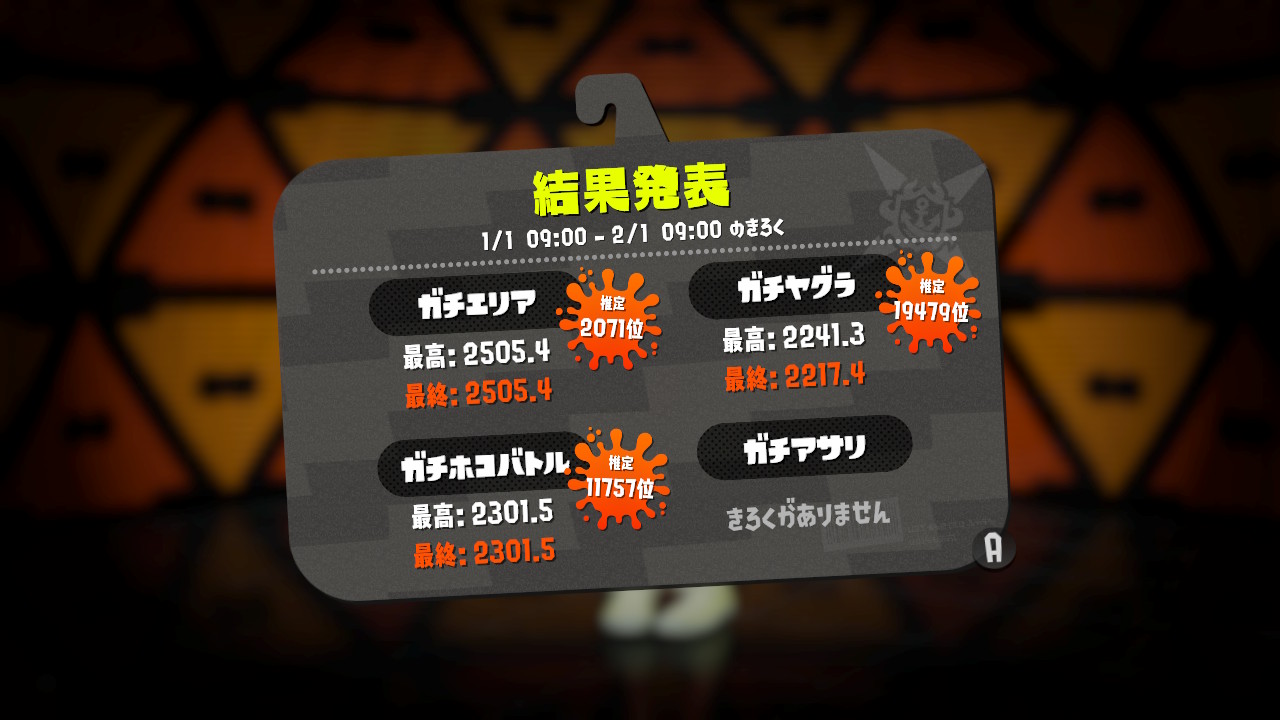 結果発表
1/1 09:00 - 2/1 09:00 のきろく
ガチエリア
推定
2071位
最高: 2505.4
最終: 2505.4
ガチヤグラ
推定
19479位
最高: 2241.3
最終: 2217.4
ガチホコバトル
推定
11757位
最高: 2301.5
最終: 2301.5
ガチアサリ
きろくがありません
A